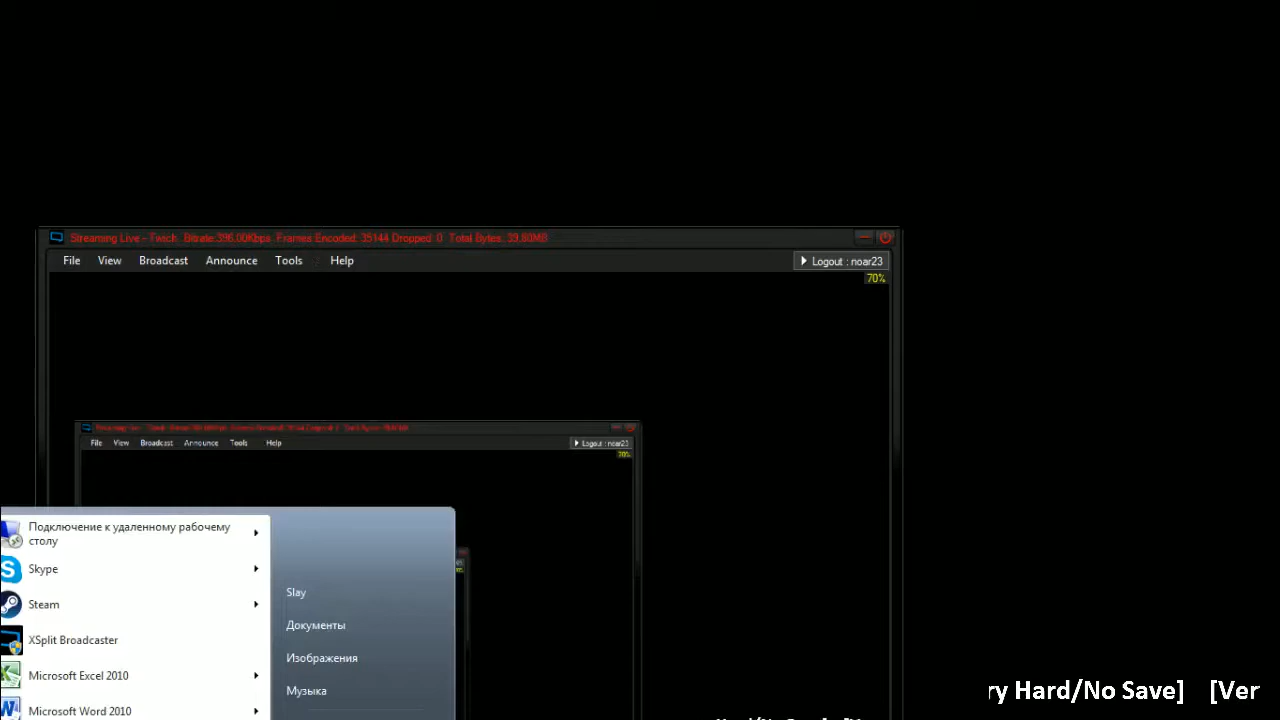 Streaming Live - Twich Bitrate:396.00Kbps Frames Encoded: 35144 Dropped: 0 Total Bytes: 39.80MB
File View Broadcast Announce Tools Help Logout : noar23
70%
File View Broadcast Announce Tools Help Logout : noar23
70%
Подключение к удаленному рабочему
столу
Skype
Steam
XSplit Broadcaster
Microsoft Excel 2010
Microsoft Word 2010
Slay
Документы
Изображения
Музыка
ry Hard/No Save] [Ver